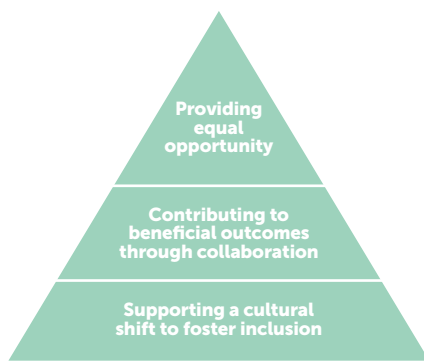 Providing
equal
opportunity
Contributing to
beneficial outcomes
through collaboration
Supporting a cultural
shift to foster inclusion